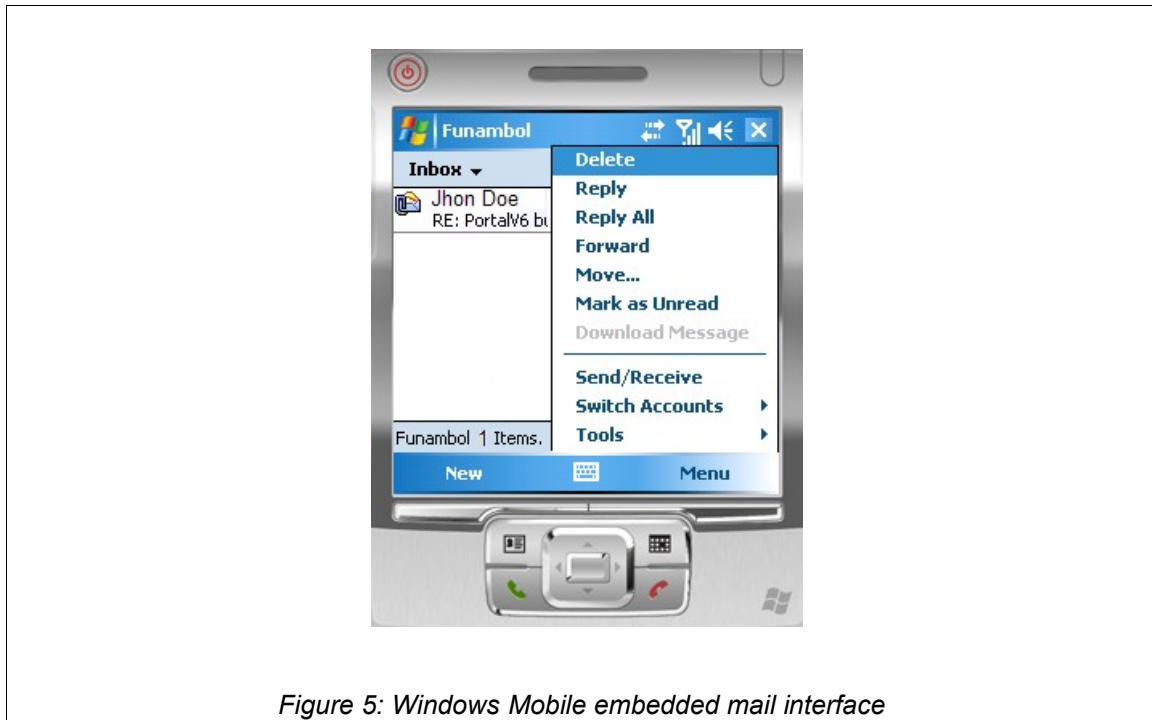 Funambol
Inbox
Delete
Jhon Doe
Reply
RE: PortalV6 bu
Reply All
Forward
Move...
Mark as Unread
Download Message
Send/Receive
Switch Accounts
Funambol 1 Items.
Tools
New
Menu
Figure 5: Windows Mobile embedded mail interface